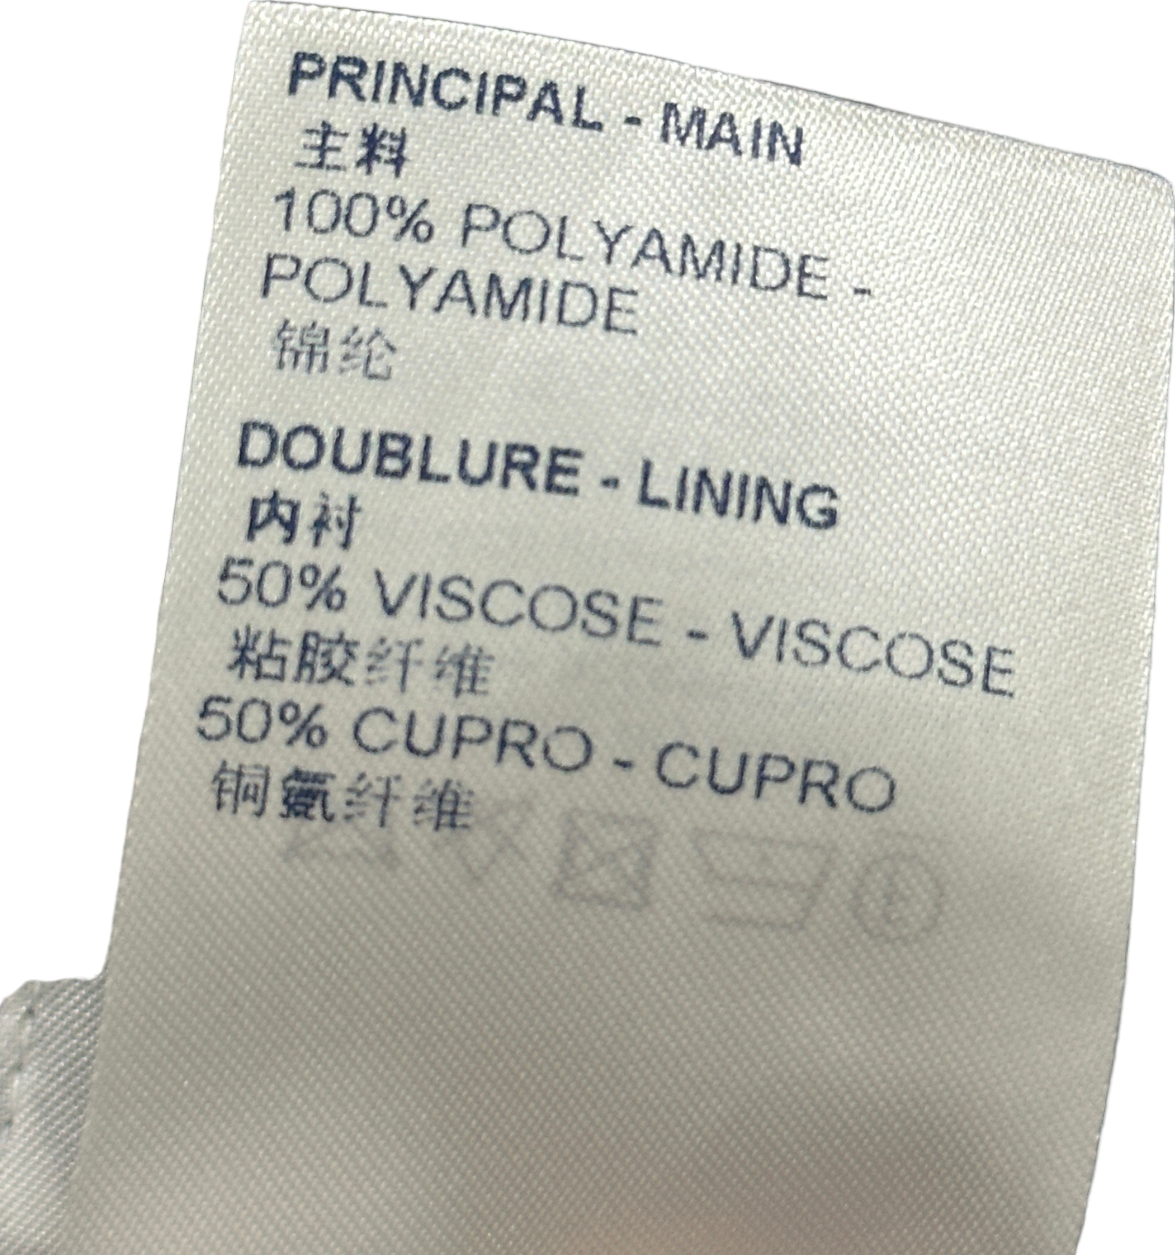 PRINCIPAL - MAIN
主料
100% POLYAMIDE -
POLYAMIDE
锦纶
DOUBLURE - LINING
内衬
50% VISCOSE - VISCOSE
粘胶纤维
50% CUPRO - CUPRO
铜氨纤维